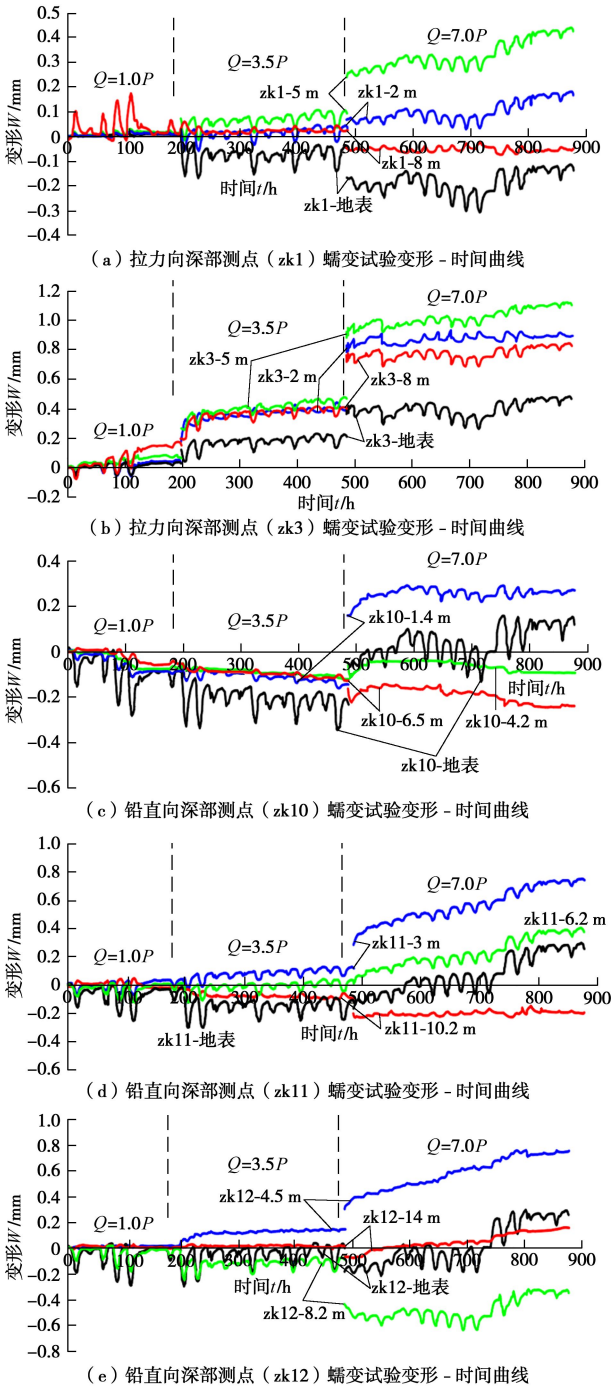 0.5
0.4
0.3
0.2
0.1
0
-0.1
-0.2
-0.3
-0.4
变形W/mm
Q=1.0P
Q=3.5P
Q=7.0P
zk1-5 m
zk1-2 m
zk1-8 m
zk1-地表
100 200 300 400 500 600 700 800 900
时间t/h
(a)拉力向深部测点(zk1)蠕变试验变形-时间曲线
1.2
1.0
0.8
0.6
0.4
0.2
0
-0.2
变形W/mm
Q=1.0P
Q=3.5P
Q=7.0P
zk3-5 m
zk3-2 m
zk3-8 m
zk3-地表
100 200 300 400 500 600 700 800 900
时间t/h
(b)拉力向深部测点(zk3)蠕变试验变形-时间曲线
0.4
0.2
0
-0.2
-0.4
-0.6
变形W/mm
Q=1.0P
Q=3.5P
Q=7.0P
zk10-1.4 m
zk10-6.5 m
zk10-4.2 m
zk10-地表
0 100 200 300 400 500 600 700 800 900
时间t/h
(c)铅直向深部测点(zk10)蠕变试验变形-时间曲线
1.0
0.8
0.6
0.4
0.2
0
-0.2
-0.4
-0.6
变形W/mm
Q=1.0P
Q=3.5P
Q=7.0P
zk11-6.2 m
zk11-3 m
zk11-地表
zk11-10.2 m
0 100 200 300 400 500 600 700 800 900
时间t/h
(d)铅直向深部测点(zk11)蠕变试验变形-时间曲线
1.0
0.8
0.6
0.4
0.2
0
-0.2
-0.4
-0.6
-0.8
变形W/mm
Q=1.0P
Q=3.5P
Q=7.0P
zk12-4.5 m
zk12-14 m
zk12-地表
zk12-8.2 m
0 100 200 300 400 500 600 700 800 900
时间t/h
(e)铅直向深部测点(zk12)蠕变试验变形-时间曲线